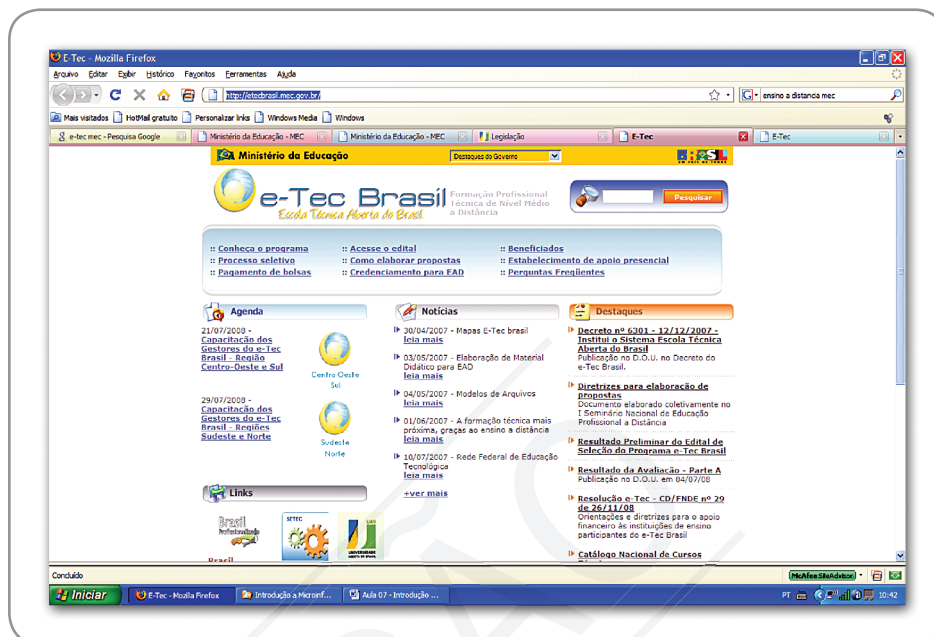 E-Tec - Mozilla Firefox
Arquivo Editar Exibir Histórico Favoritos Ferramentas Ajuda
http://etecbrasil.mec.gov.br/
G ensino a distancia mec
Mais visitados HotMail gratuito Personalizar links Windows Media Windows
e-tec mec - Pesquisa Google Ministério da Educação - MEC Ministério da Educação - MEC Legislação E-Tec E-Tec
Ministério da Educação Destaques do Governo BRASIL
e-Tec Brasil
Escola Técnica Aberta do Brasil
Formação Profissional
Técnica de Nível Médio
a Distância
Pesquisar
:: Conheça o programa :: Acesse o edital :: Beneficiados
:: Processo seletivo :: Como elaborar propostas :: Estabelecimento de apoio presencial
:: Pagamento de bolsas :: Credenciamento para EAD :: Perguntas Freqüentes
Agenda
21/07/2008 -
Capacitação dos
Gestores do e-Tec
Brasil - Região
Centro-Oeste e Sul
Centro Oeste
Sul
29/07/2008 -
Capacitação dos
Gestores do e-Tec
Brasil - Regiões
Sudeste e Norte
Sudeste
Norte
Links
Brasil
Profissionalizado
SETEC
UAB
UNIVERSIDADE
ABERTA DO BRASIL
Brasil
Notícias
30/04/2007 - Mapas E-Tec brasil
leia mais
03/05/2007 - Elaboração de Material
Didático para EAD
leia mais
04/05/2007 - Modelos de Arquivos
leia mais
01/06/2007 - A formação técnica mais
próxima, graças ao ensino a distância
leia mais
10/07/2007 - Rede Federal de Educação
Tecnológica
leia mais
+ver mais
Destaques
Decreto nº 6301 - 12/12/2007 -
Institui o Sistema Escola Técnica
Aberta do Brasil
Publicação no D.O.U. no Decreto do
e-Tec Brasil.
Diretrizes para elaboração de
Propostas
Documento elaborado coletivamente no
I Seminário Nacional de Educação
Profissional a Distância
Resultado Preliminar do Edital de
Seleção do Programa e-Tec Brasil
Resultado da Avaliação - Parte A
Publicação no D.O.U. em 04/07/08
Resolução e-Tec - CD/FNDE nº 29
de 26/11/08
Orientações e diretrizes para o apoio
financeiro às instituições de ensino
participantes do e-Tec Brasil
Catálogo Nacional de Cursos
Concluído McAfee SiteAdvisor
Iniciar E-Tec - Mozilla Firefox Introdução a Microinf... Aula 07 - Introdução ... PT 10:42